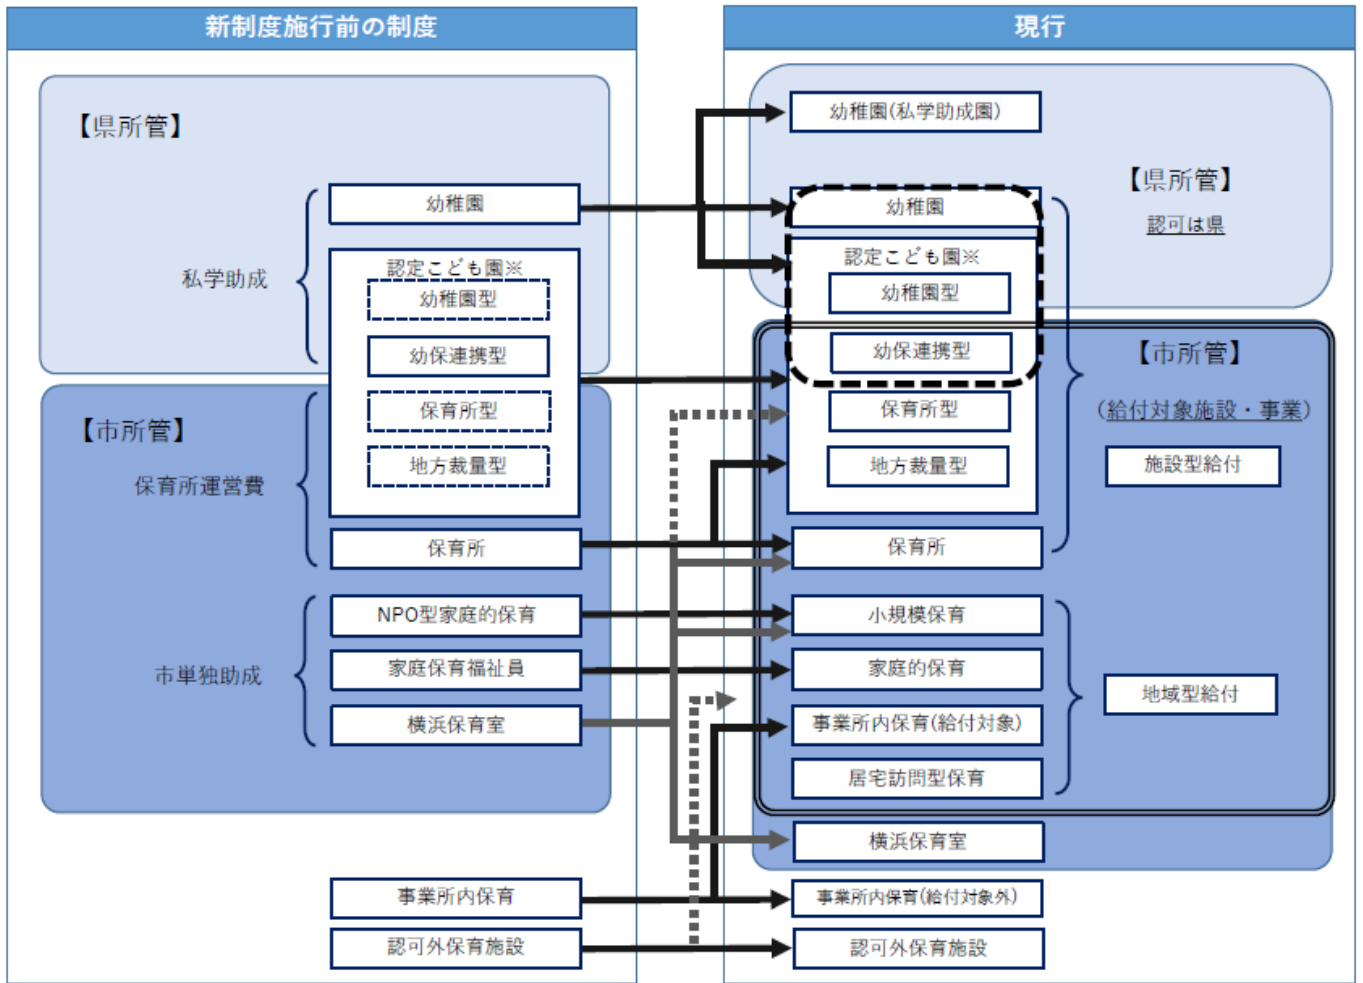 新制度施行前の制度
【県所管】
幼稚園
私学助成
認定こども園※
幼稚園型
幼保連携型
【市所管】
保育所型
地方裁量型
保育所運営費
保育所
NPO型家庭的保育
市単独助成
家庭保育福祉員
横浜保育室
事業所内保育
認可外保育施設
現行
幼稚園(私学助成園)
【県所管】
認可は県
幼稚園
認定こども園※
幼稚園型
幼保連携型
【市所管】
(給付対象施設・事業)
保育所型
地方裁量型
施設型給付
保育所
小規模保育
家庭的保育
地域型給付
事業所内保育(給付対象)
居宅訪問型保育
横浜保育室
事業所内保育(給付対象外)
認可外保育施設